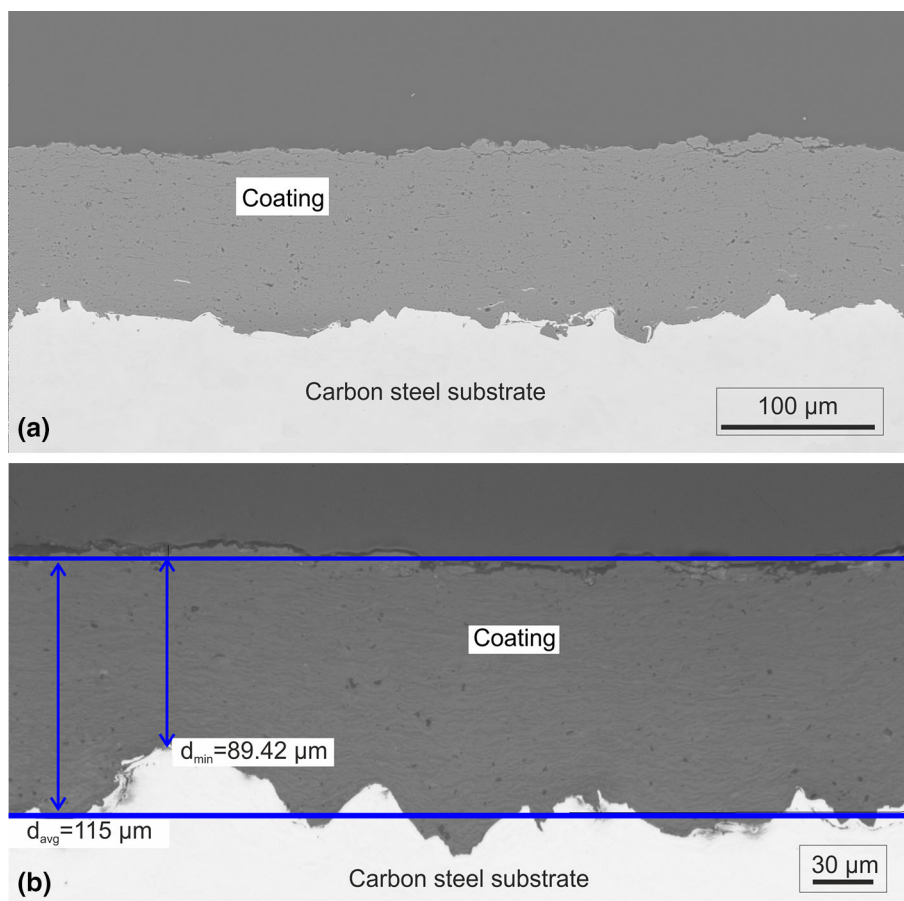 Coating
Carbon steel substrate
100 µm
(a)
Coating
dmin=89.42 µm
davg=115 µm
30 µm
Carbon steel substrate
(b)